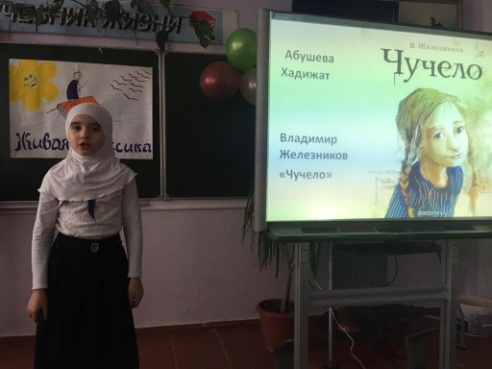 ЧЕБНИК ЖИЗНИ
Живая классика
Абушева
Хадижат
Владимир
Железников
«Чучело»
В. Железников
Чучело